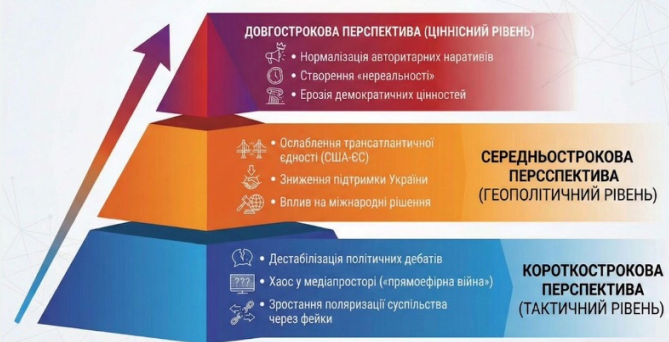 ДОВГОСТРОКОВА ПЕРСПЕКТИВА (ЦІННІСНИЙ РІВЕНЬ)
• Нормалізація авторитарних наративів
• Створення «нереальності»
• Ерозія демократичних цінностей
• Ослаблення трансатлантичної
єдності (США-ЄС)
• Зниження підтримки України
• Вплив на міжнародні рішення
СЕРЕДНЬОСТРОКОВА
ПЕРССПЕКТИВА
(ГЕОПОЛІТИЧНИЙ РІВЕНЬ)
• Дестабілізація політичних дебатів
???
• Хаос у медіапросторі («прямоефірна війна»)
• Зростання поляризації суспільства
через фейки
КОРОТКОСТРОКОВА
ПЕРСПЕКТИВА
(ТАКТИЧНИЙ РІВЕНЬ)